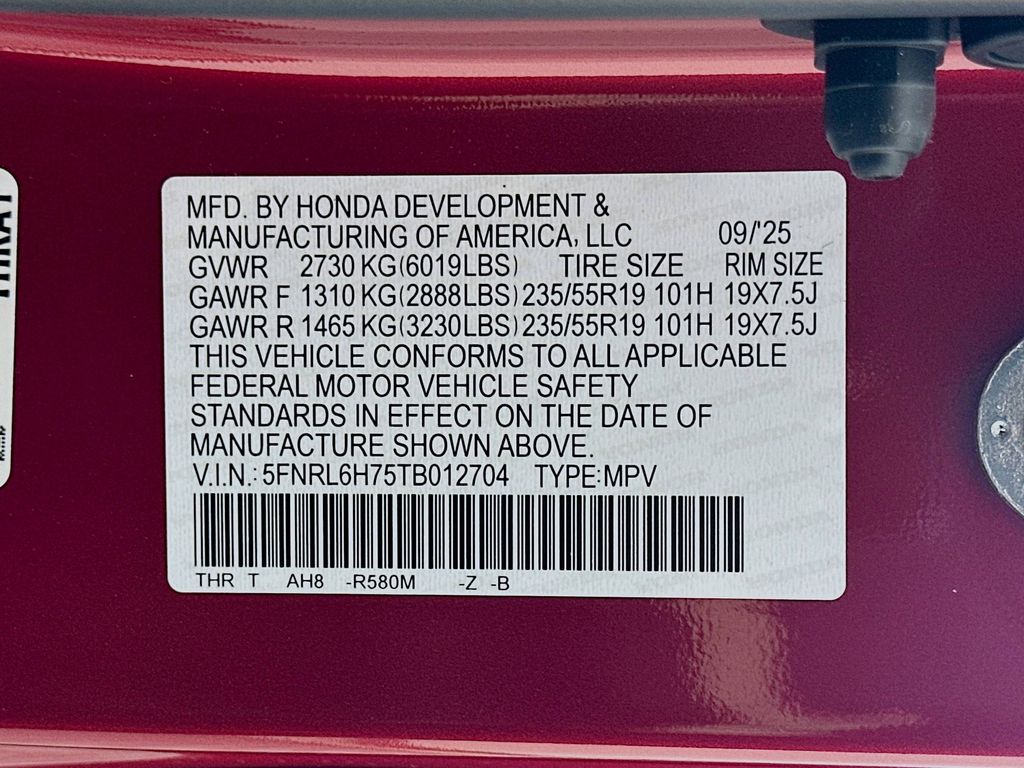 MFD. BY HONDA DEVELOPMENT &
MANUFACTURING OF AMERICA, LLC 09/'25
GVWR 2730 KG(6019LBS) TIRE SIZE RIM SIZE
GAWR F 1310 KG(2888LBS) 235/55R19 101H 19X7.5J
GAWR R 1465 KG(3230LBS) 235/55R19 101H 19X7.5J
THIS VEHICLE CONFORMS TO ALL APPLICABLE
FEDERAL MOTOR VEHICLE SAFETY
STANDARDS IN EFFECT ON THE DATE OF
MANUFACTURE SHOWN ABOVE.
V.I.N.: 5FNRL6H75TB012704 TYPE:MPV
THR T AH8 -R580M -Z -B